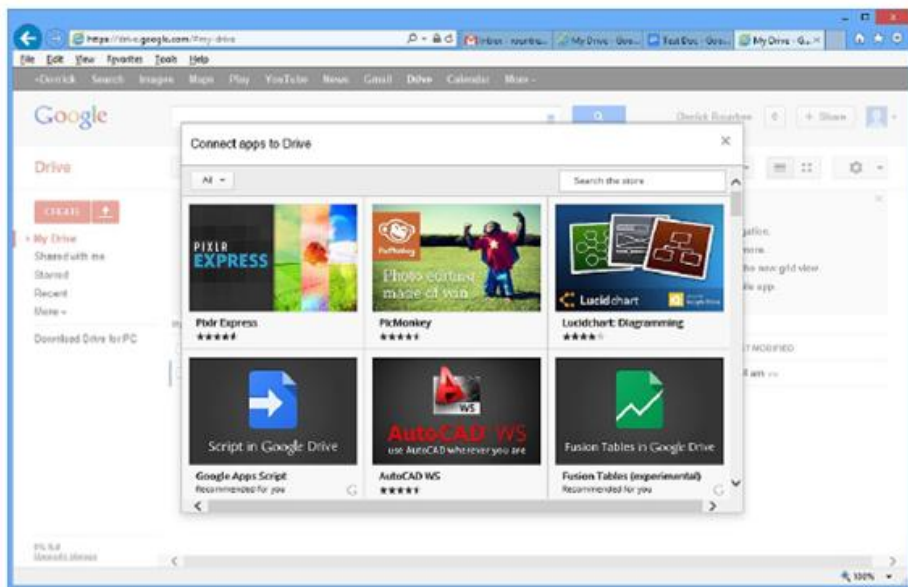 https://drive.google.com/#my-drive
My Drive - Goo...
Test Doc - Goo...
My Drive - G...
File Edit View Favorites Tools Help
+Derrick Search Images Maps Play YouTube News Gmail Drive Calendar More
Google
+ Share
Connect apps to Drive
Drive
All
Search the store
CREATE
My Drive
Shared with me
Starred
Recent
More
Download Drive for PC
PIXLR
EXPRESS
PicMonkey
Photo editing
made of win
Lucidchart
Pixlr Express
PicMonkey
Lucidchart: Diagramming
new grid view
app.
MODIFIED
am
Script in Google Drive
WS
AutoCAD WS
use AutoCAD wherever you are
Fusion Tables in Google Drive
Google Apps Script
Recommended for you
AutoCAD WS
Fusion Tables (experimental)
Recommended for you
100%